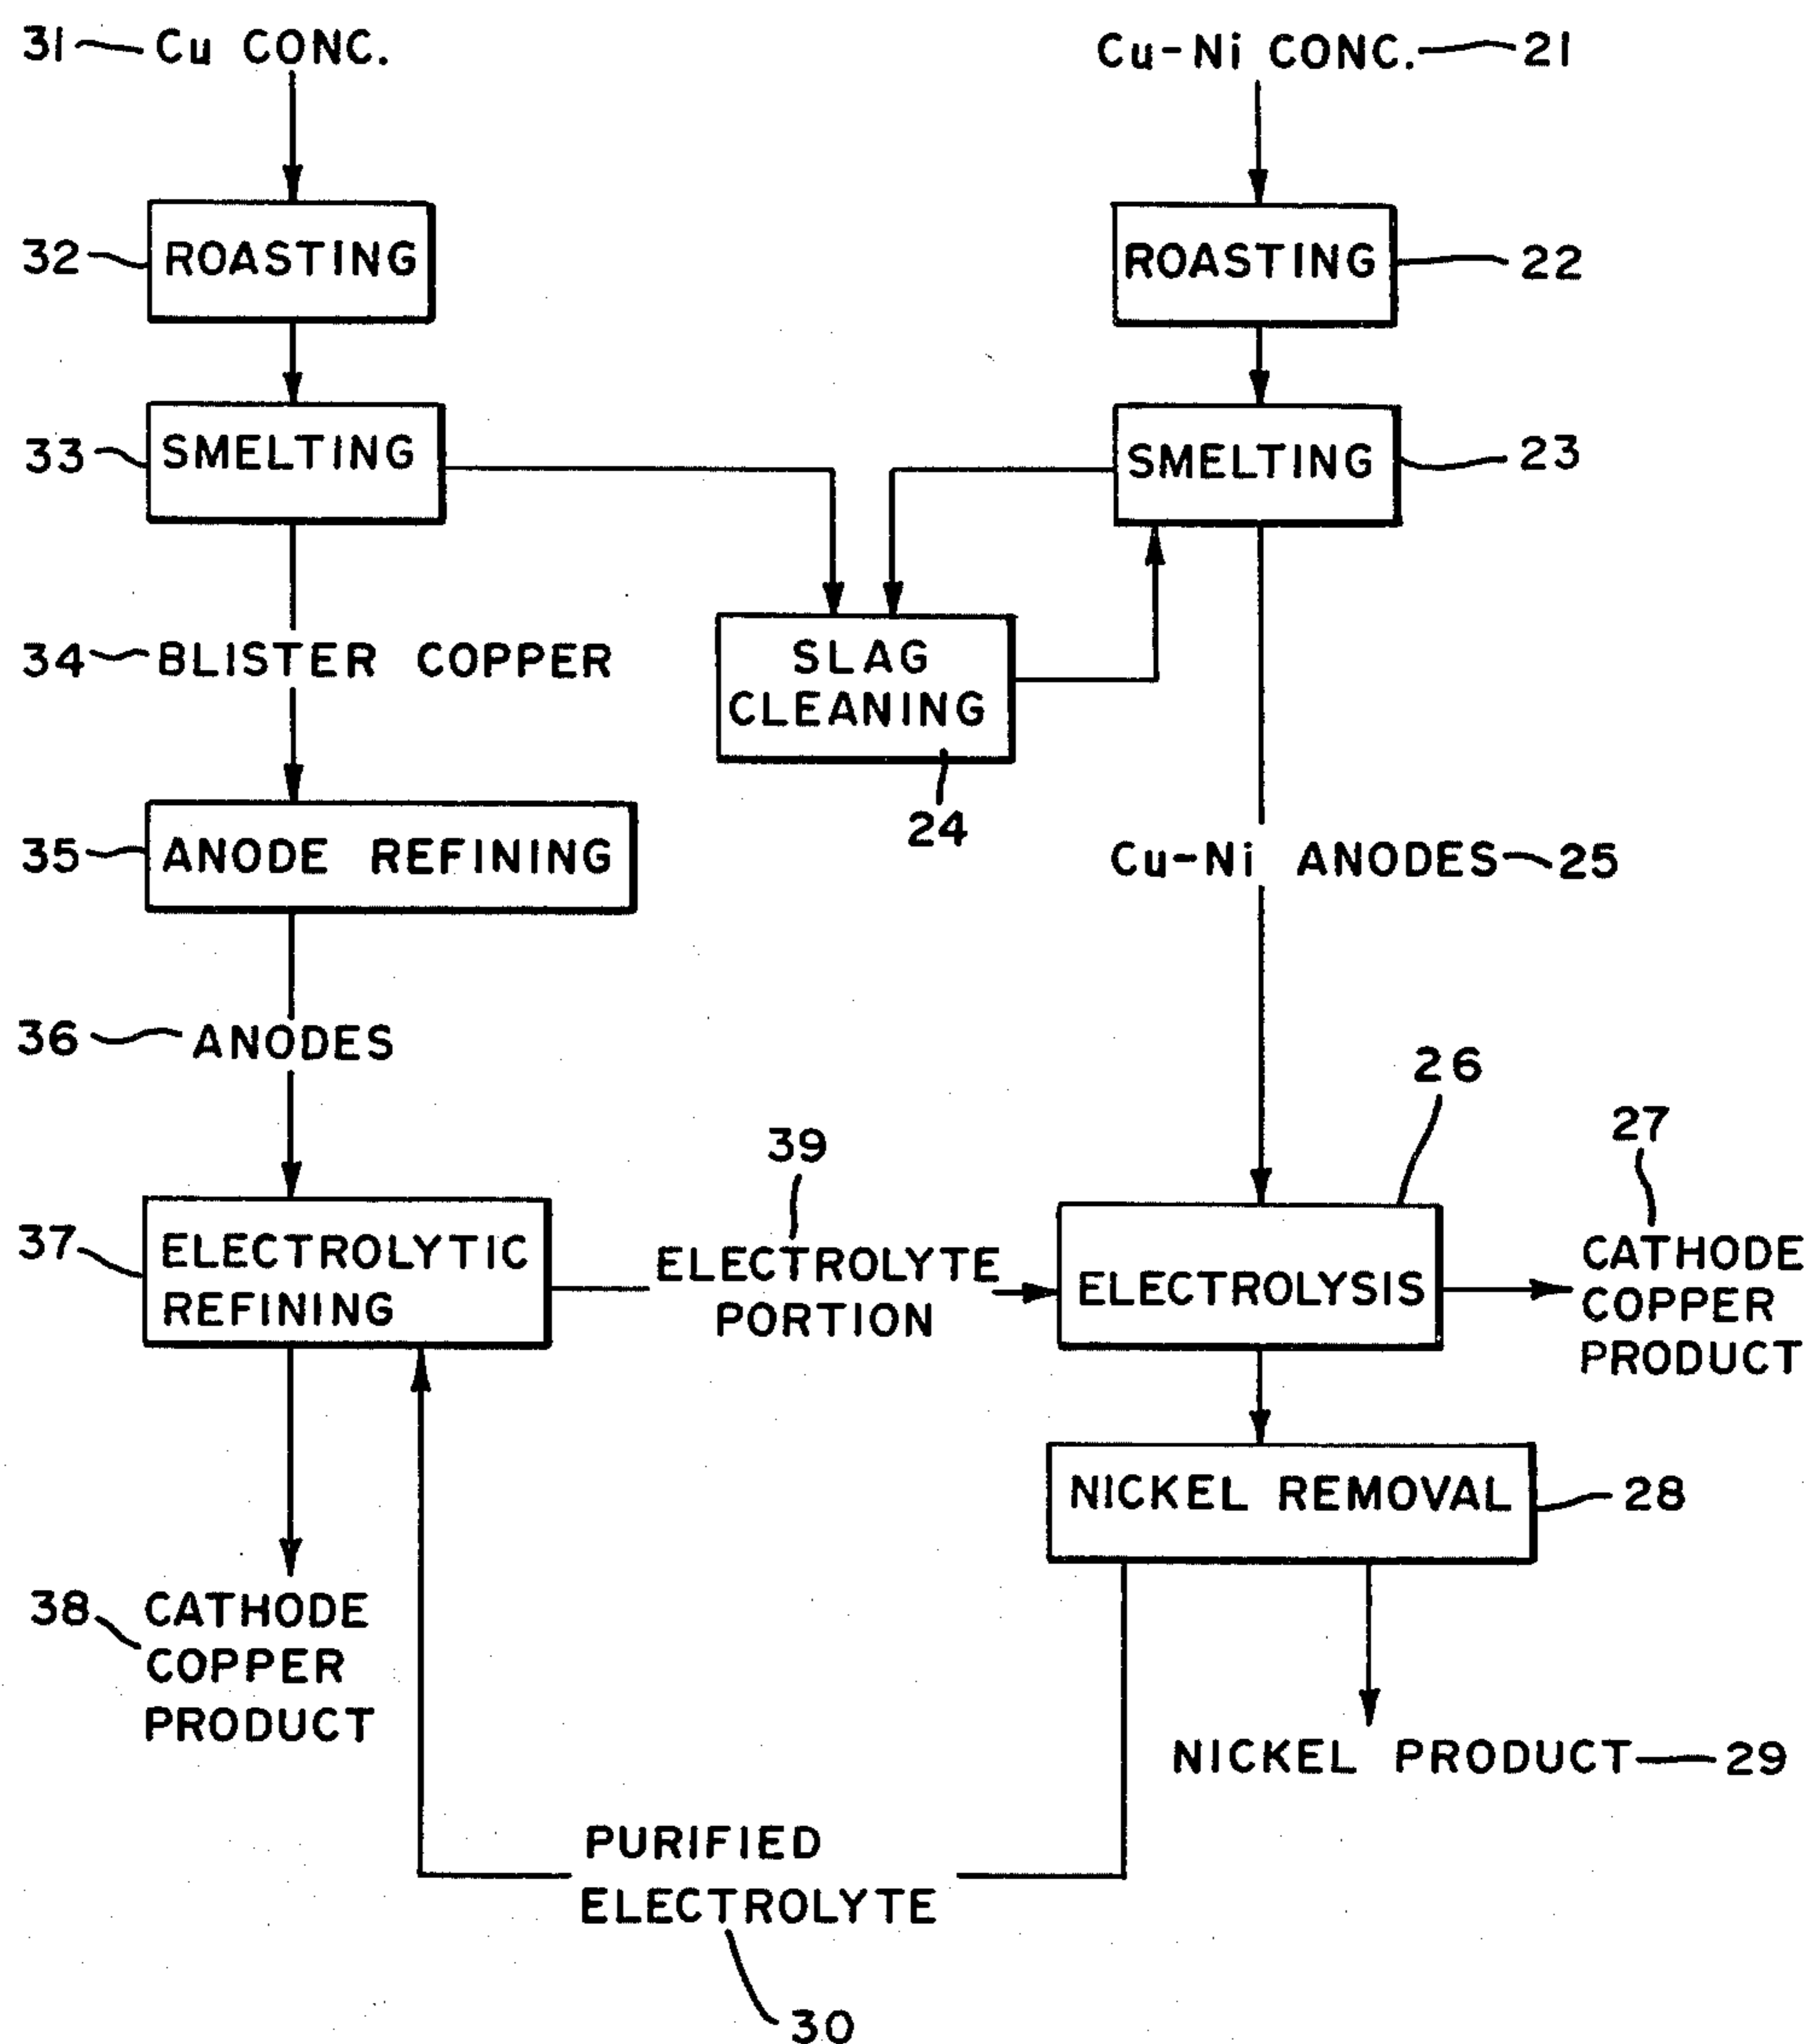 31 Cu CONC.
Cu-Ni CONC. 21
32 ROASTING
ROASTING 22
33 SMELTING
SMELTING 23
34 BLISTER COPPER
SLAG
CLEANING
24
35 ANODE REFINING
Cu-Ni ANODES 25
36 ANODES
26
27
39
37 ELECTROLYTIC
REFINING
ELECTROLYTE
PORTION
ELECTROLYSIS
CATHODE
COPPER
PRODUCT
NICKEL REMOVAL 28
38 CATHODE
COPPER
PRODUCT
NICKEL PRODUCT 29
PURIFIED
ELECTROLYTE
30